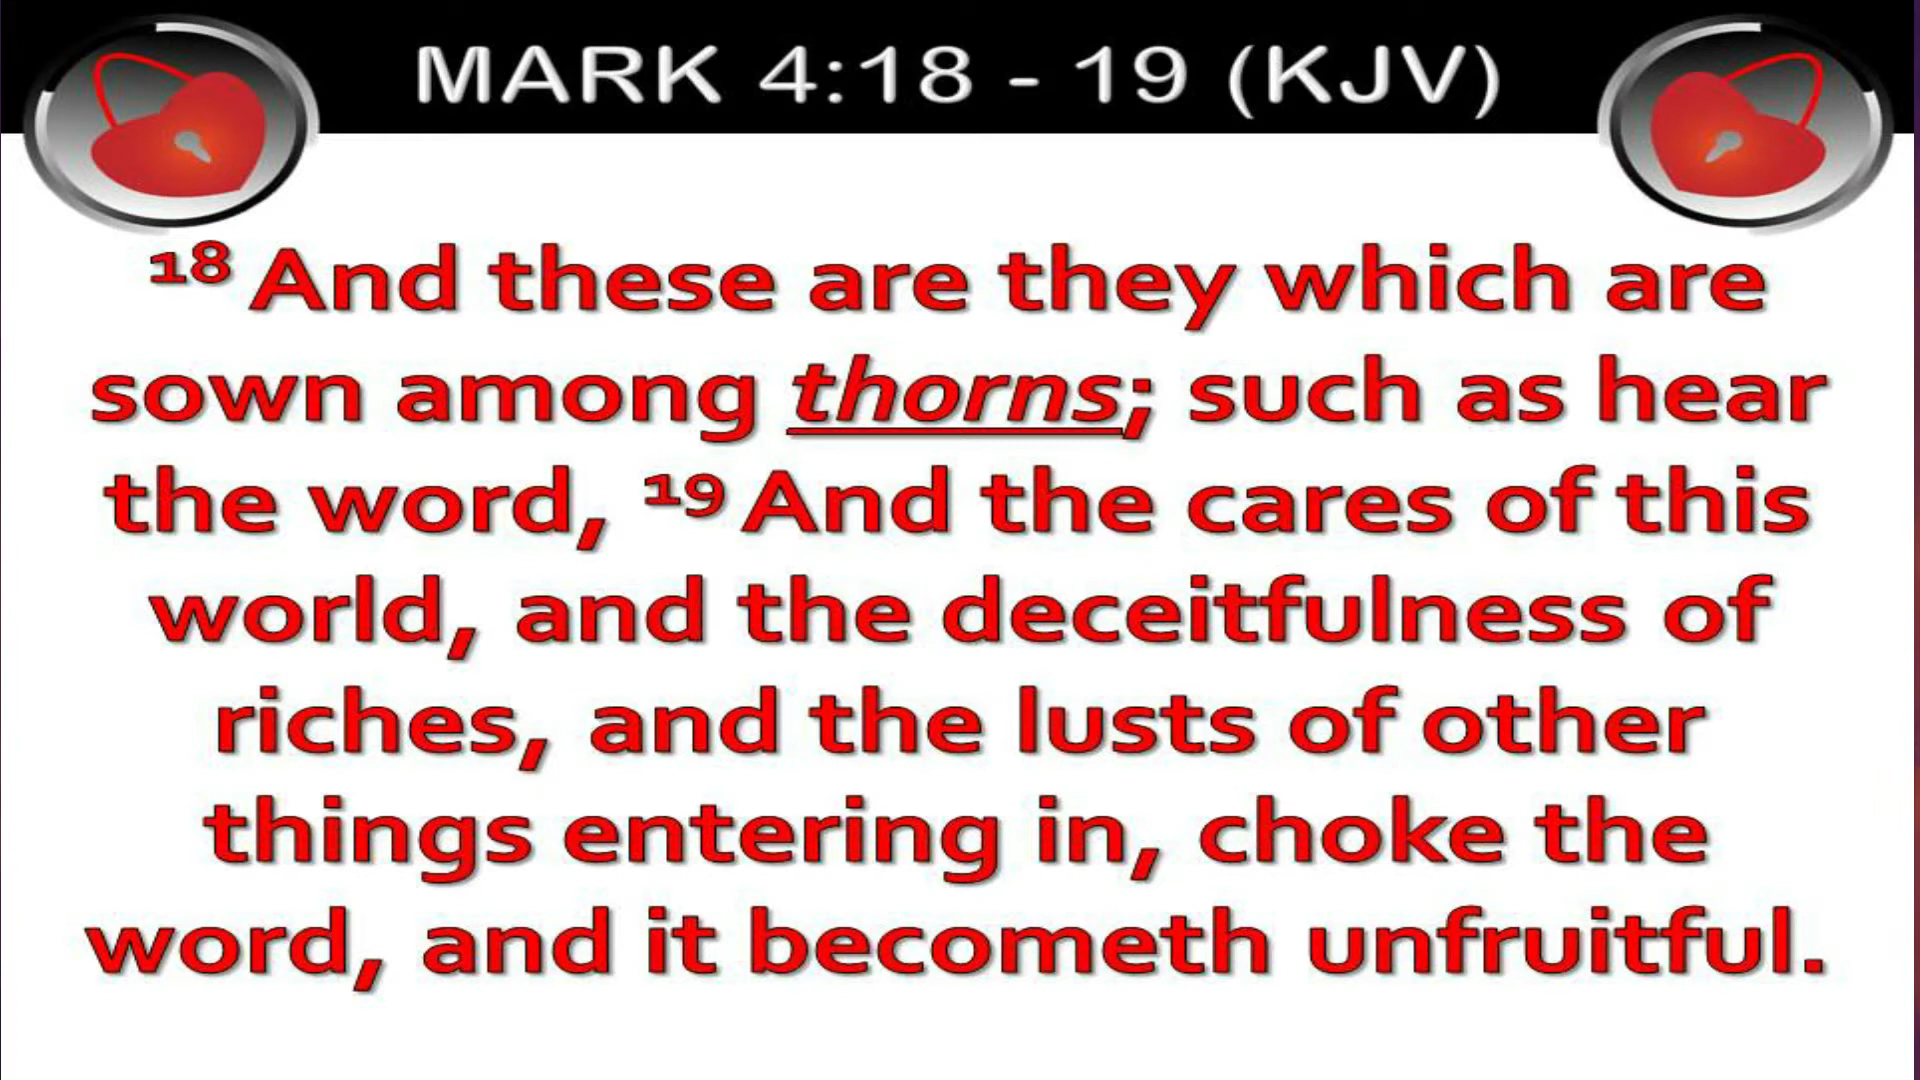 MARK 4:18 - 19 (KJV)
18 And these are they which are
sown among thorns; such as hear
the word, 19 And the cares of this
world, and the deceitfulness of
riches, and the lusts of other
things entering in, choke the
word, and it becometh unfruitful.